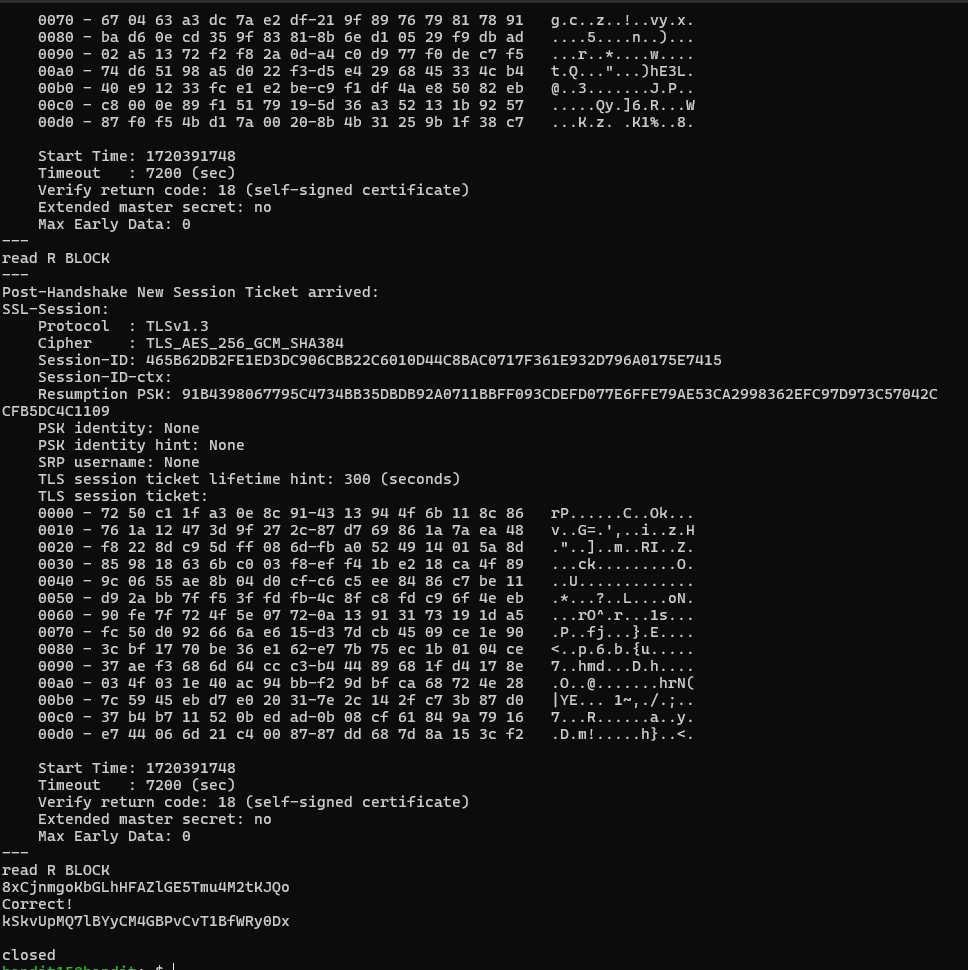 0070 - 67 04 63 a3 dc 7a e2 df-21 9f 89 76 79 81 78 91   g.c..z..!..vy.x.
0080 - ba d6 0e cd 35 9f 83 81-8b 6e d1 05 29 f9 db ad   ....5....n..)...
0090 - 02 a5 13 72 f2 f8 2a 0d-a4 c0 d9 77 f0 de c7 f5   ...r..*....w....
00a0 - 74 d6 51 98 a5 d0 22 f3-d5 e4 29 68 45 33 4c b4   t.Q..."...)hE3L.
00b0 - 40 e9 12 33 fc e1 e2 be-c9 f1 df 4a e8 50 82 eb   @..3.......J.P..
00c0 - c8 00 0e 89 f1 51 79 19-5d 36 a3 52 13 1b 92 57   .....Qy.]6.R...W
00d0 - 87 f0 f5 4b d1 7a 00 20-8b 4b 31 25 9b 1f 38 c7   ...K.z. .K1%..8.
Start Time: 1720391748
Timeout   : 7200 (sec)
Verify return code: 18 (self-signed certificate)
Extended master secret: no
Max Early Data: 0
---
read R BLOCK
---
Post-Handshake New Session Ticket arrived:
SSL-Session:
Protocol  : TLSv1.3
Cipher    : TLS_AES_256_GCM_SHA384
Session-ID: 465B62DB2FE1ED3DC906CBB22C6010D44C8BAC0717F361E932D796A0175E7415
Session-ID-ctx:
Resumption PSK: 91B4398067795C4734BB35DBDB92A0711BBFF093CDEFD077E6FFE79AE53CA2998362EFC97D973C57042C
CFB5DC4C1109
PSK identity: None
PSK identity hint: None
SRP username: None
TLS session ticket lifetime hint: 300 (seconds)
TLS session ticket:
0000 - 72 50 c1 1f a3 0e 8c 91-43 13 94 4f 6b 11 8c 86   rP......C..Ok...
0010 - 76 1a 12 47 3d 9f 27 2c-87 d7 69 86 1a 7a ea 48   v..G=.',..i..z.H
0020 - f8 22 8d c9 5d ff 08 6d-fb a0 52 49 14 01 5a 8d   ."..]..m..RI..Z.
0030 - 85 98 18 63 6b c0 03 f8-ef f4 1b e2 18 ca 4f 89   ...ck.........O.
0040 - 9c 06 55 ae 8b 04 d0 cf-c6 c5 ee 84 86 c7 be 11   ..U.............
0050 - d9 2a bb 7f f5 3f fd fb-4c 8f c8 fd c9 6f 4e eb   .*...?..L....oN.
0060 - 90 fe 7f 72 4f 5e 07 72-0a 13 91 31 73 19 1d a5   ...rO^.r...1s...
0070 - fc 50 d0 92 66 6a e6 15-d3 7d cb 45 09 ce 1e 90   .P..fj...}.E....
0080 - 3c bf 17 70 be 36 e1 62-e7 7b 75 ec 1b 01 04 ce   <..p.6.b.{u.....
0090 - 37 ae f3 68 6d 64 cc c3-b4 44 89 68 1f d4 17 8e   7..hmd...D.h....
00a0 - 03 4f 03 1e 40 ac 94 bb-f2 9d bf ca 68 72 4e 28   .O..@.......hrN(
00b0 - 7c 59 45 eb d7 e0 20 31-7e 2c 14 2f c7 3b 87 d0   |YE... 1~,./.;..
00c0 - 37 b4 b7 11 52 0b ed ad-0b 08 cf 61 84 9a 79 16   7...R......a..y.
00d0 - e7 44 06 6d 21 c4 00 87-87 dd 68 7d 8a 15 3c f2   .D.m!.....h}..<.
Start Time: 1720391748
Timeout   : 7200 (sec)
Verify return code: 18 (self-signed certificate)
Extended master secret: no
Max Early Data: 0
---
read R BLOCK
8xCjnmgoKbGLhHFAZlGE5Tmu4M2tKJQo
Correct!
kSkvUpMQ7lBYyCM4GBPvCvT1BfWRy0Dx
closed